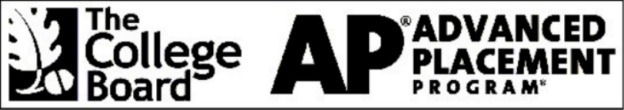 The
College
Board
AP® ADVANCED
PLACEMENT
PROGRAM®